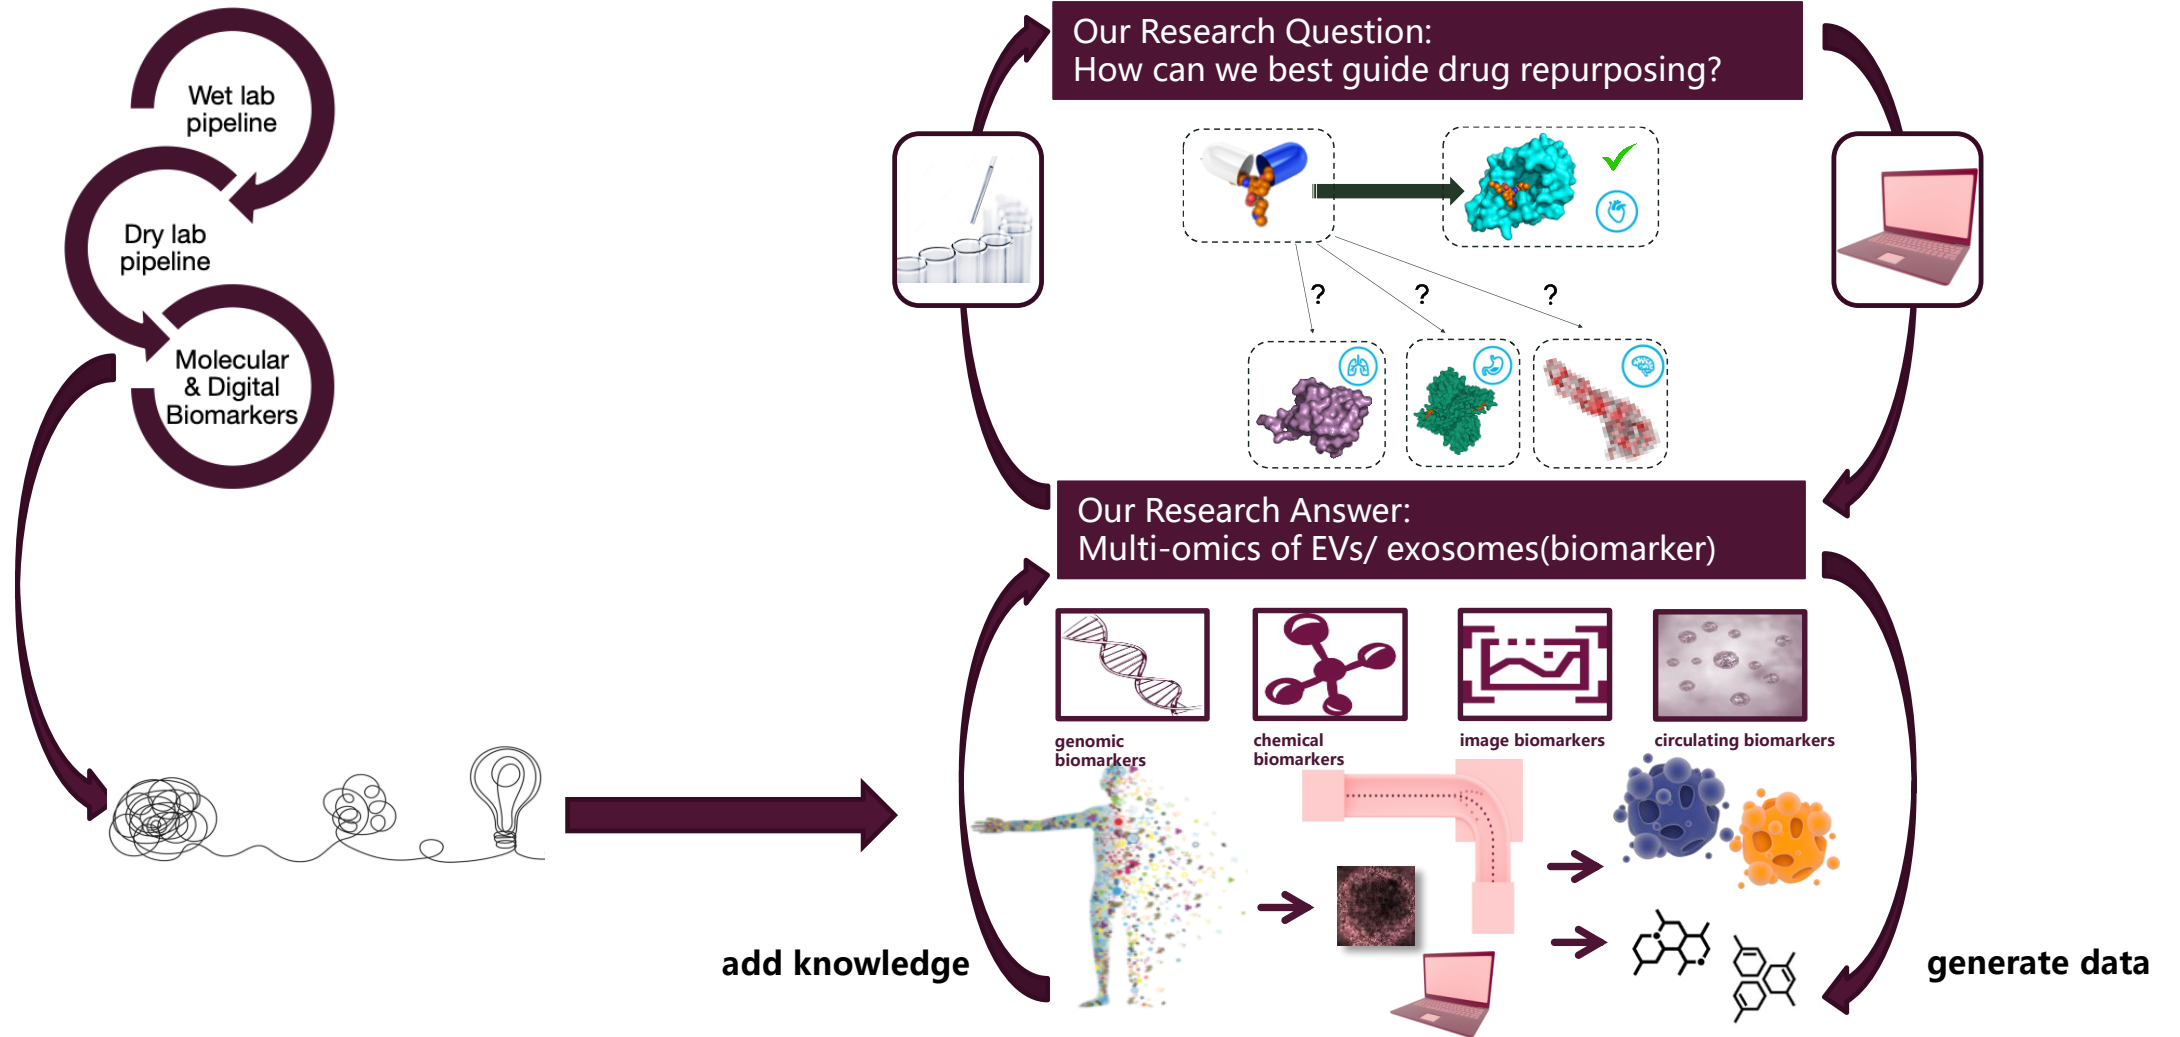 Wet lab
pipeline
Dry lab
pipeline
Molecular
& Digital
Biomarkers
Our Research Question:
How can we best guide drug repurposing?
?
?
?
Our Research Answer:
Multi-omics of EVs/ exosomes(biomarker)
genomic
biomarkers
chemical
biomarkers
image biomarkers
circulating biomarkers
add knowledge
generate data